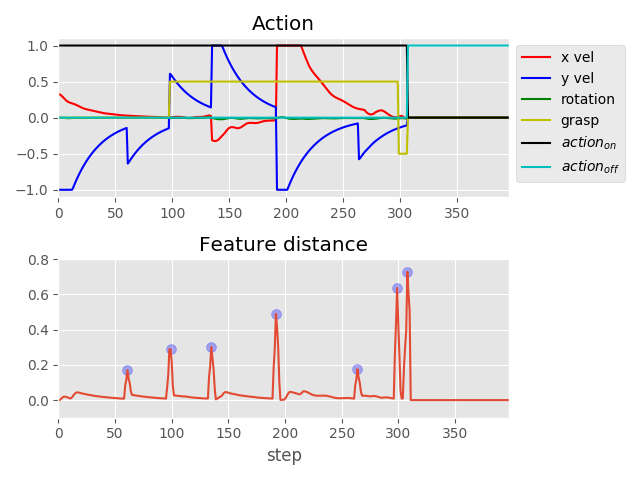 Action
1.0
0.5
0.0
−0.5
−1.0
0 50 100 150 200 250 300 350
x vel
y vel
rotation
grasp
action_on
action_off
Feature distance
0.8
0.6
0.4
0.2
0.0
0 50 100 150 200 250 300 350
step